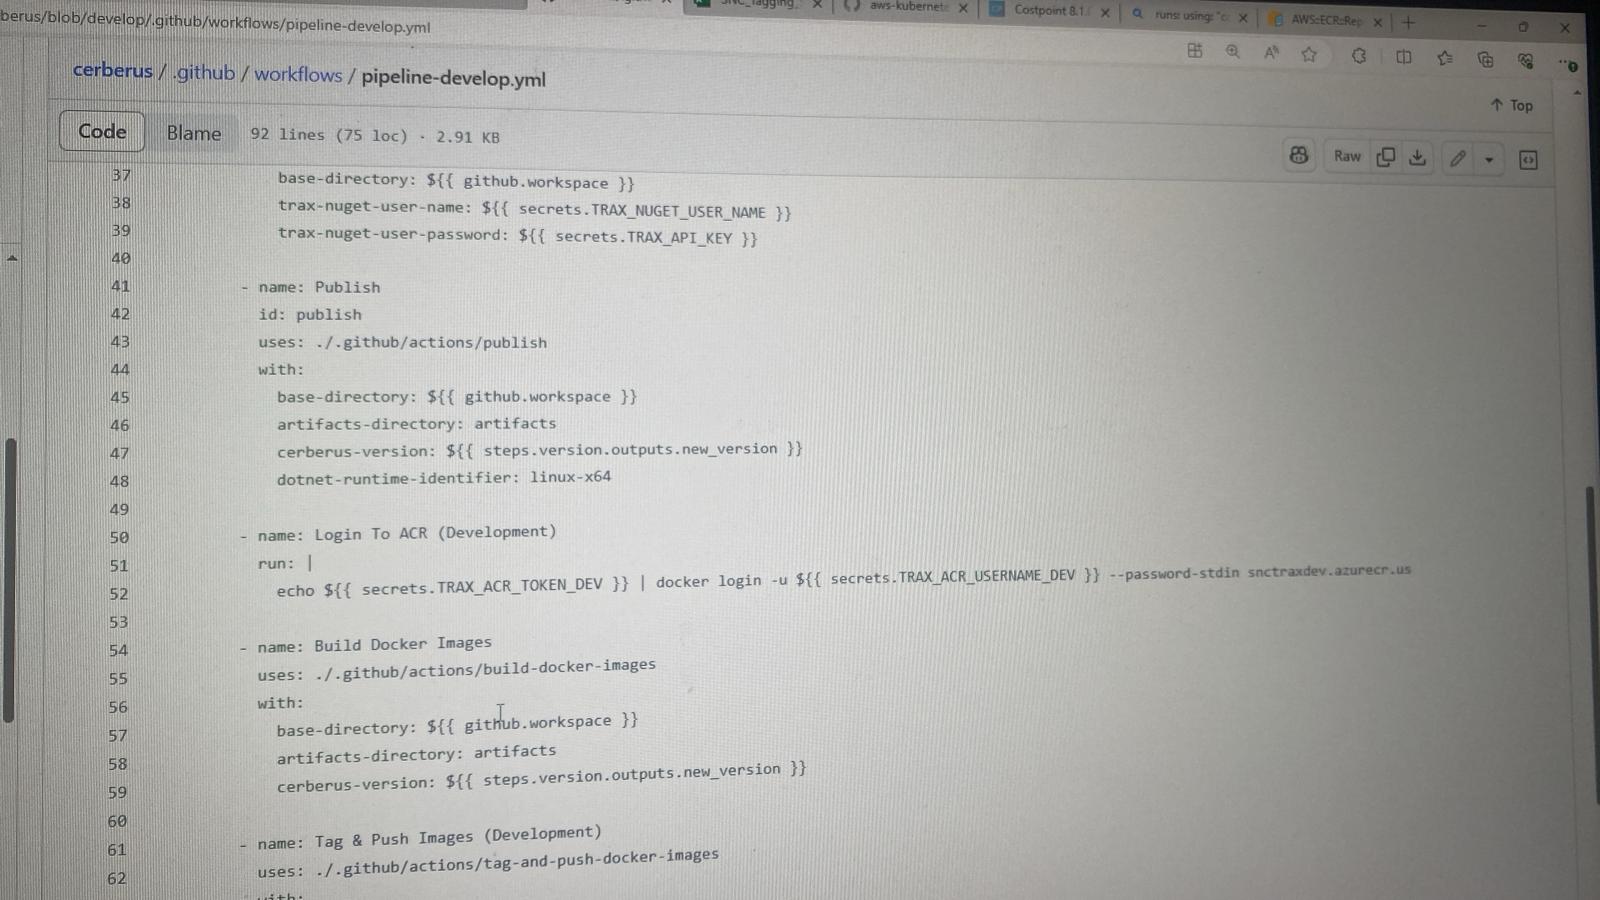 berus/blob/develop/.github/workflows/pipeline-develop.yml
aws-kubernet
Costpoint 8.1.
runs: using: "c
AWS::ECR::Rep
cerberus / .github / workflows / pipeline-develop.yml
Top
Code
Blame
92 lines (75 loc) · 2.91 KB
Raw
37 base-directory: ${{ github.workspace }}
38 trax-nuget-user-name: ${{ secrets.TRAX_NUGET_USER_NAME }}
39 trax-nuget-user-password: ${{ secrets.TRAX_API_KEY }}
40
41 - name: Publish
42 id: publish
43 uses: ./.github/actions/publish
44 with:
45 base-directory: ${{ github.workspace }}
46 artifacts-directory: artifacts
47 cerberus-version: ${{ steps.version.outputs.new_version }}
48 dotnet-runtime-identifier: linux-x64
49
50 - name: Login To ACR (Development)
51 run: |
52 echo ${{ secrets.TRAX_ACR_TOKEN_DEV }} | docker login -u ${{ secrets.TRAX_ACR_USERNAME_DEV }} --password-stdin snctraxdev.azurecr.us
53
54 - name: Build Docker Images
55 uses: ./.github/actions/build-docker-images
56 with:
57 base-directory: ${{ github.workspace }}
58 artifacts-directory: artifacts
59 cerberus-version: ${{ steps.version.outputs.new_version }}
60
61 - name: Tag & Push Images (Development)
62 uses: ./.github/actions/tag-and-push-docker-images
with: